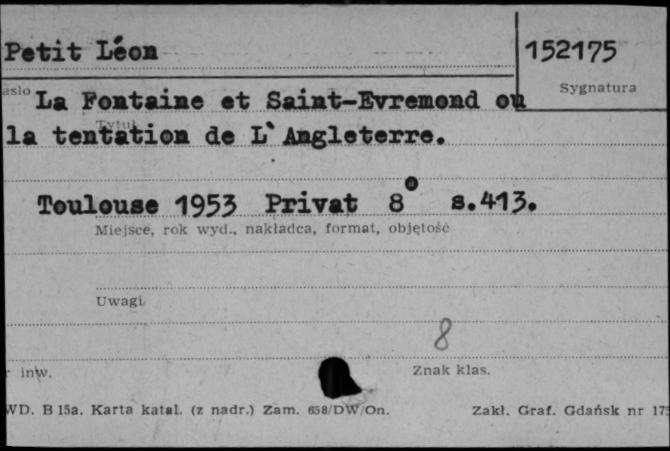 Petit Léon
152175
Sygnatura
La Fontaine et Saint-Evremond ou
Tytuł
la tentation de L`Angleterre.
Toulouse 1953 Privat 8° s.413.
Miejsce, rok wyd., nakładca, format, objętość
Uwagi
8
inw.
Znak klas.
WD. B 15a. Karta katal. (z nadr.) Zam. 658/DW/On.
Zakł. Graf. Gdańsk nr